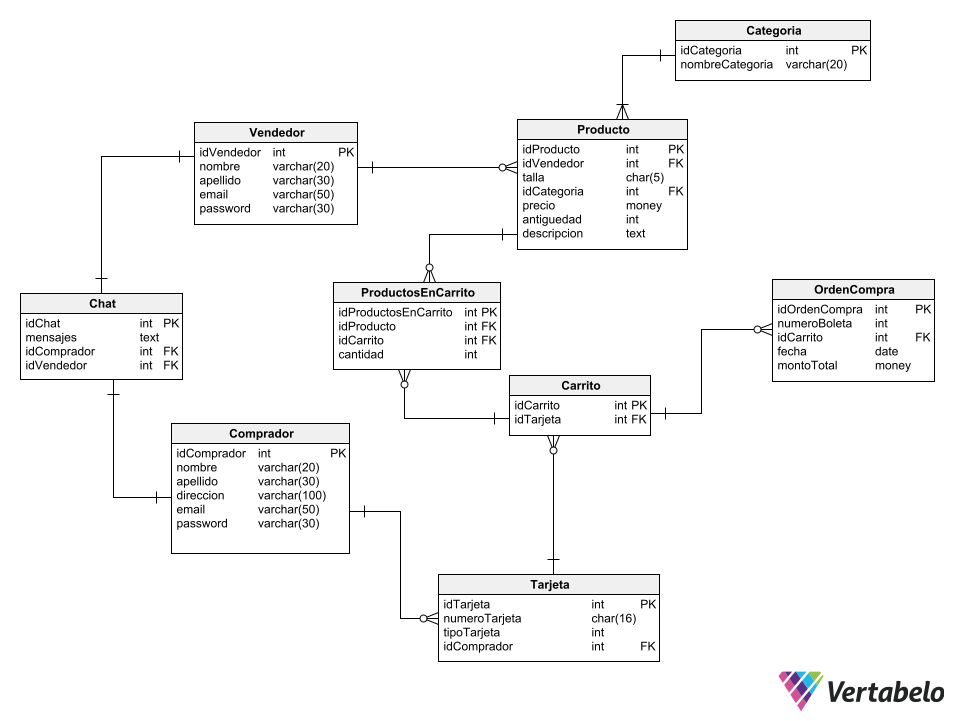 Categoria
idCategoria int PK
nombreCategoria varchar(20)
Vendedor
idVendedor int PK
nombre varchar(20)
apellido varchar(30)
email varchar(50)
password varchar(30)
Producto
idProducto int PK
idVendedor int FK
talla char(5)
idCategoria int FK
precio money
antiguedad int
descripcion text
Chat
idChat int PK
mensajes text
idComprador int FK
idVendedor int FK
ProductosEnCarrito
idProductosEnCarrito int PK
idProducto int FK
idCarrito int FK
cantidad int
OrdenCompra
idOrdenCompra int PK
numeroBoleta int
idCarrito int FK
fecha date
montoTotal money
Carrito
idCarrito int PK
idTarjeta int FK
Comprador
idComprador int PK
nombre varchar(20)
apellido varchar(30)
direccion varchar(100)
email varchar(50)
password varchar(30)
Tarjeta
idTarjeta int PK
numeroTarjeta char(16)
tipoTarjeta int
idComprador int FK
Vertabelo